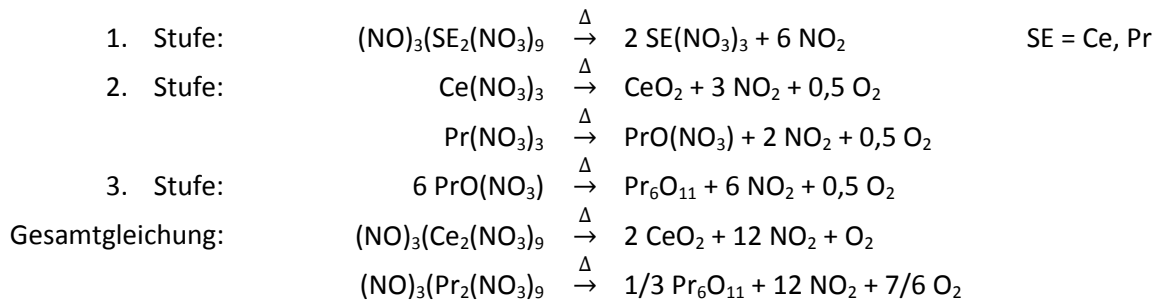 1. Stufe: (NO)₃(SE₂(NO₃)₉ Δ→ 2 SE(NO₃)₃ + 6 NO₂ SE = Ce, Pr
2. Stufe: Ce(NO₃)₃ Δ→ CeO₂ + 3 NO₂ + 0,5 O₂
Pr(NO₃)₃ Δ→ PrO(NO₃) + 2 NO₂ + 0,5 O₂
3. Stufe: 6 PrO(NO₃) Δ→ Pr₆O₁₁ + 6 NO₂ + 0,5 O₂
Gesamtgleichung: (NO)₃(Ce₂(NO₃)₉ Δ→ 2 CeO₂ + 12 NO₂ + O₂
(NO)₃(Pr₂(NO₃)₉ Δ→ 1/3 Pr₆O₁₁ + 12 NO₂ + 7/6 O₂